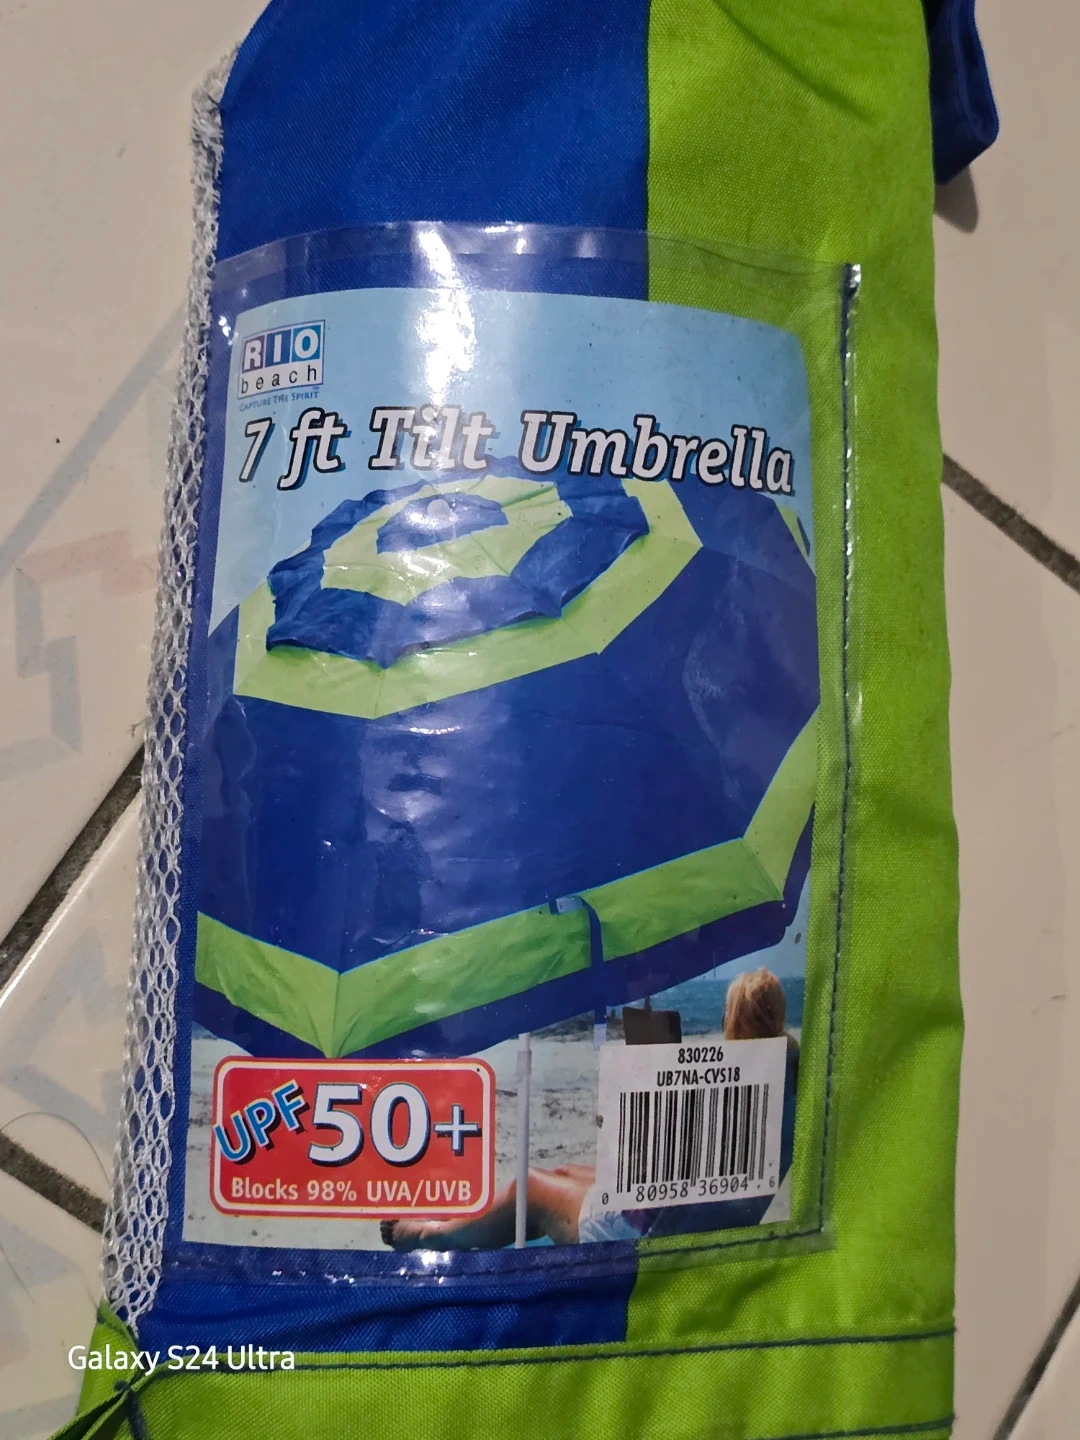 RIO
beach
CAPTURE THE SPIRIT™
7 ft Tilt Umbrella
UPF 50+
Blocks 98% UVA/UVB
830226
UB7NA-CVS18
0 80958 36904 6
Galaxy S24 Ultra